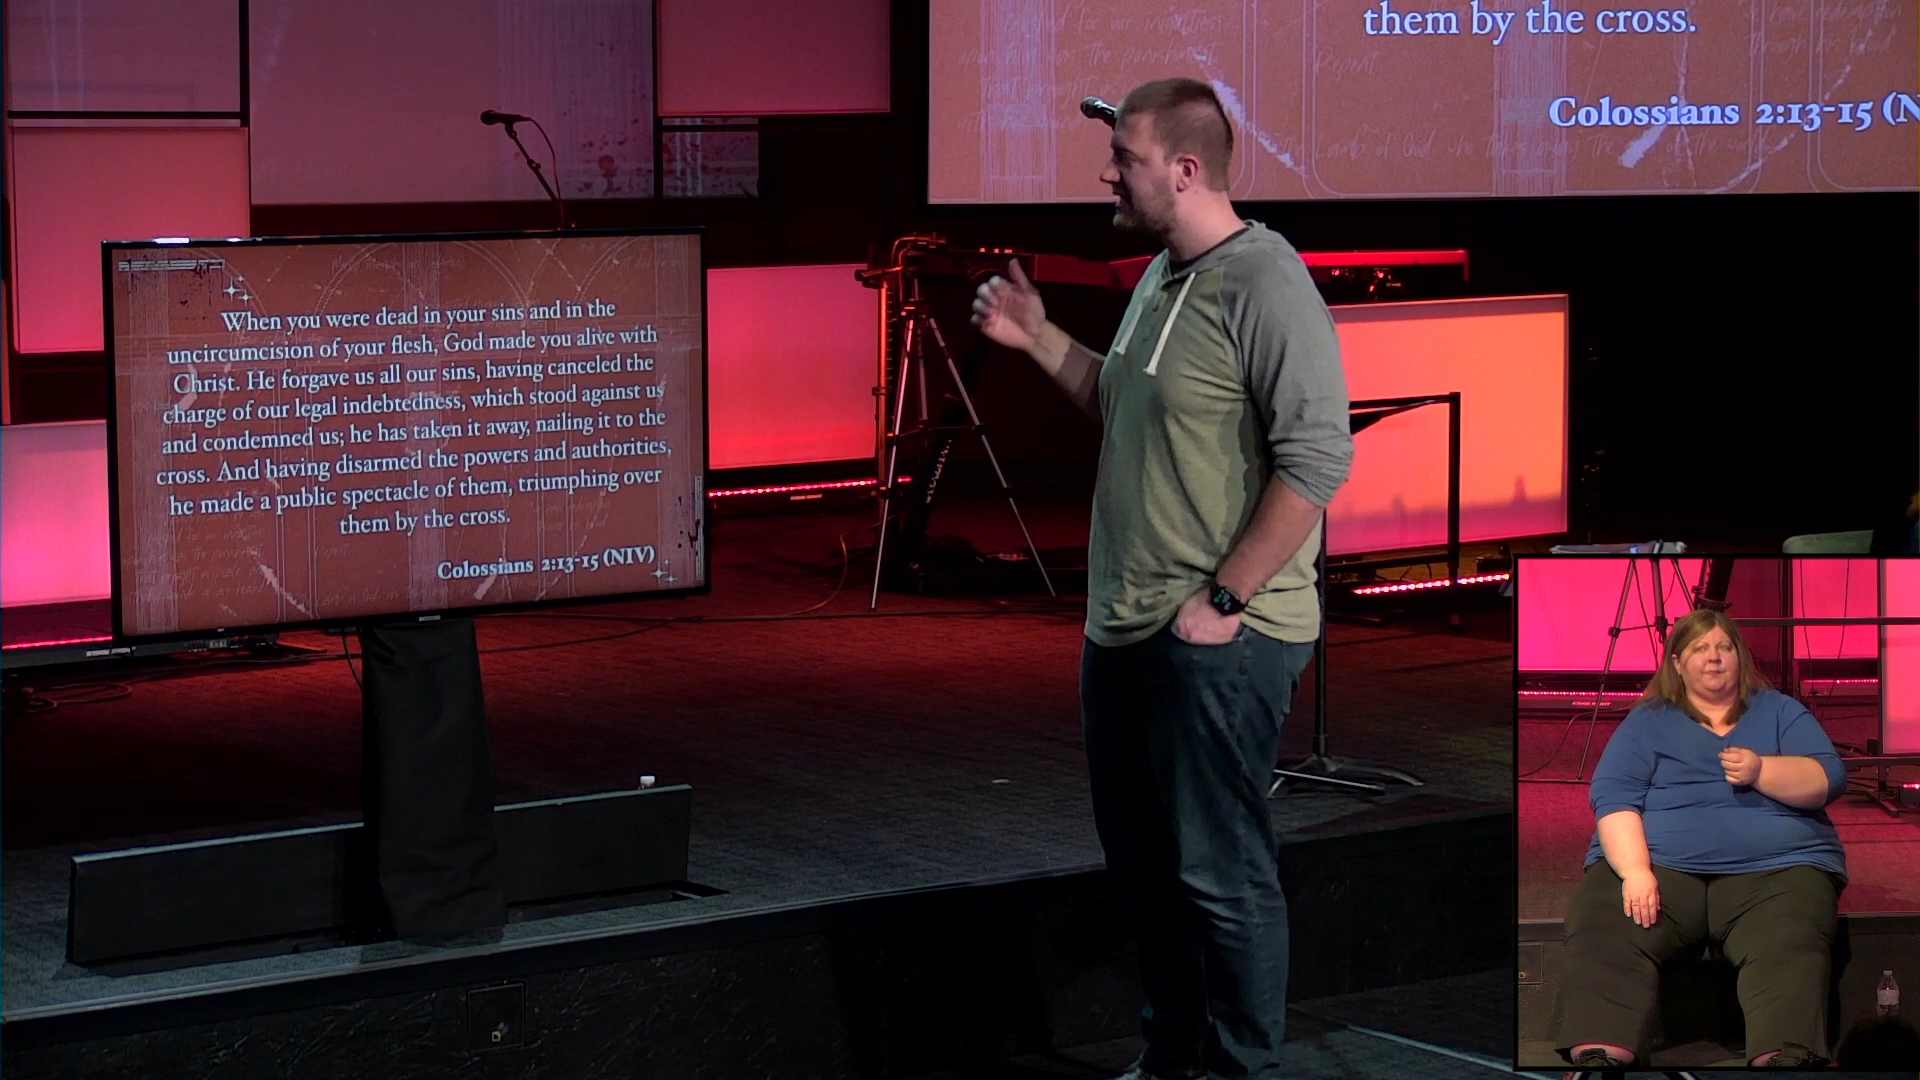 them by the cross.
Colossians 2:13-15 (N
When you were dead in your sins and in the
uncircumcision of your flesh, God made you alive with
Christ. He forgave us all our sins, having canceled the
charge of our legal indebtedness, which stood against us
and condemned us; he has taken it away, nailing it to the
cross. And having disarmed the powers and authorities,
he made a public spectacle of them, triumphing over
them by the cross.
Colossians 2:13-15 (NIV)